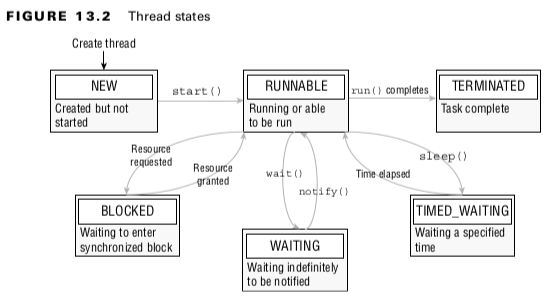 FIGURE 13.2 Thread states
Create thread
NEW
Created but not
started
start()
RUNNABLE
Running or able
to be run
run() completes
TERMINATED
Task complete
Resource
requested
Resource
granted
wait()
notify()
Time elapsed
sleep()
BLOCKED
Waiting to enter
synchronized block
WAITING
Waiting indefinitely
to be notified
TIMED_WAITING
Waiting a specified
time